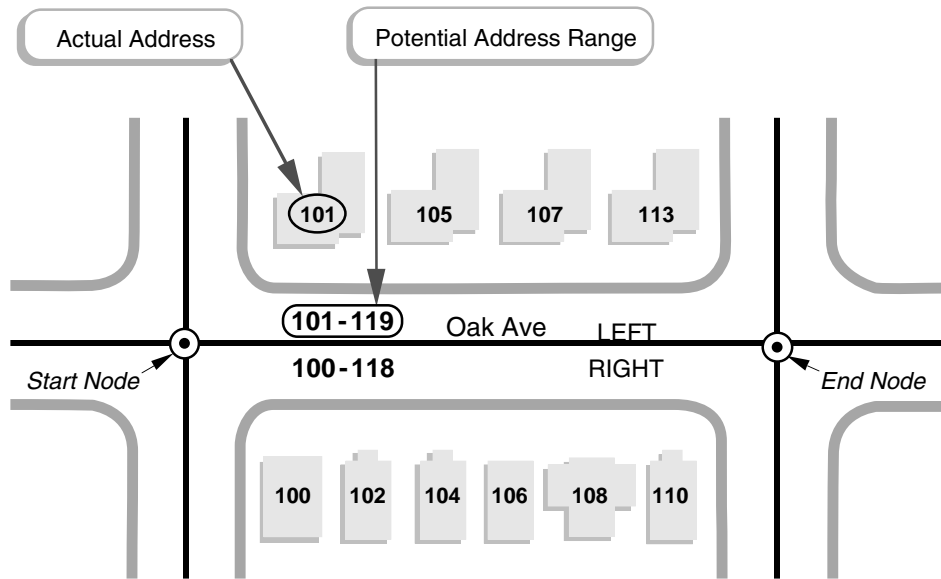 Actual Address
Potential Address Range
101
105
107
113
101-119
Oak Ave
LEFT
100-118
RIGHT
Start Node
End Node
100
102
104
106
108
110